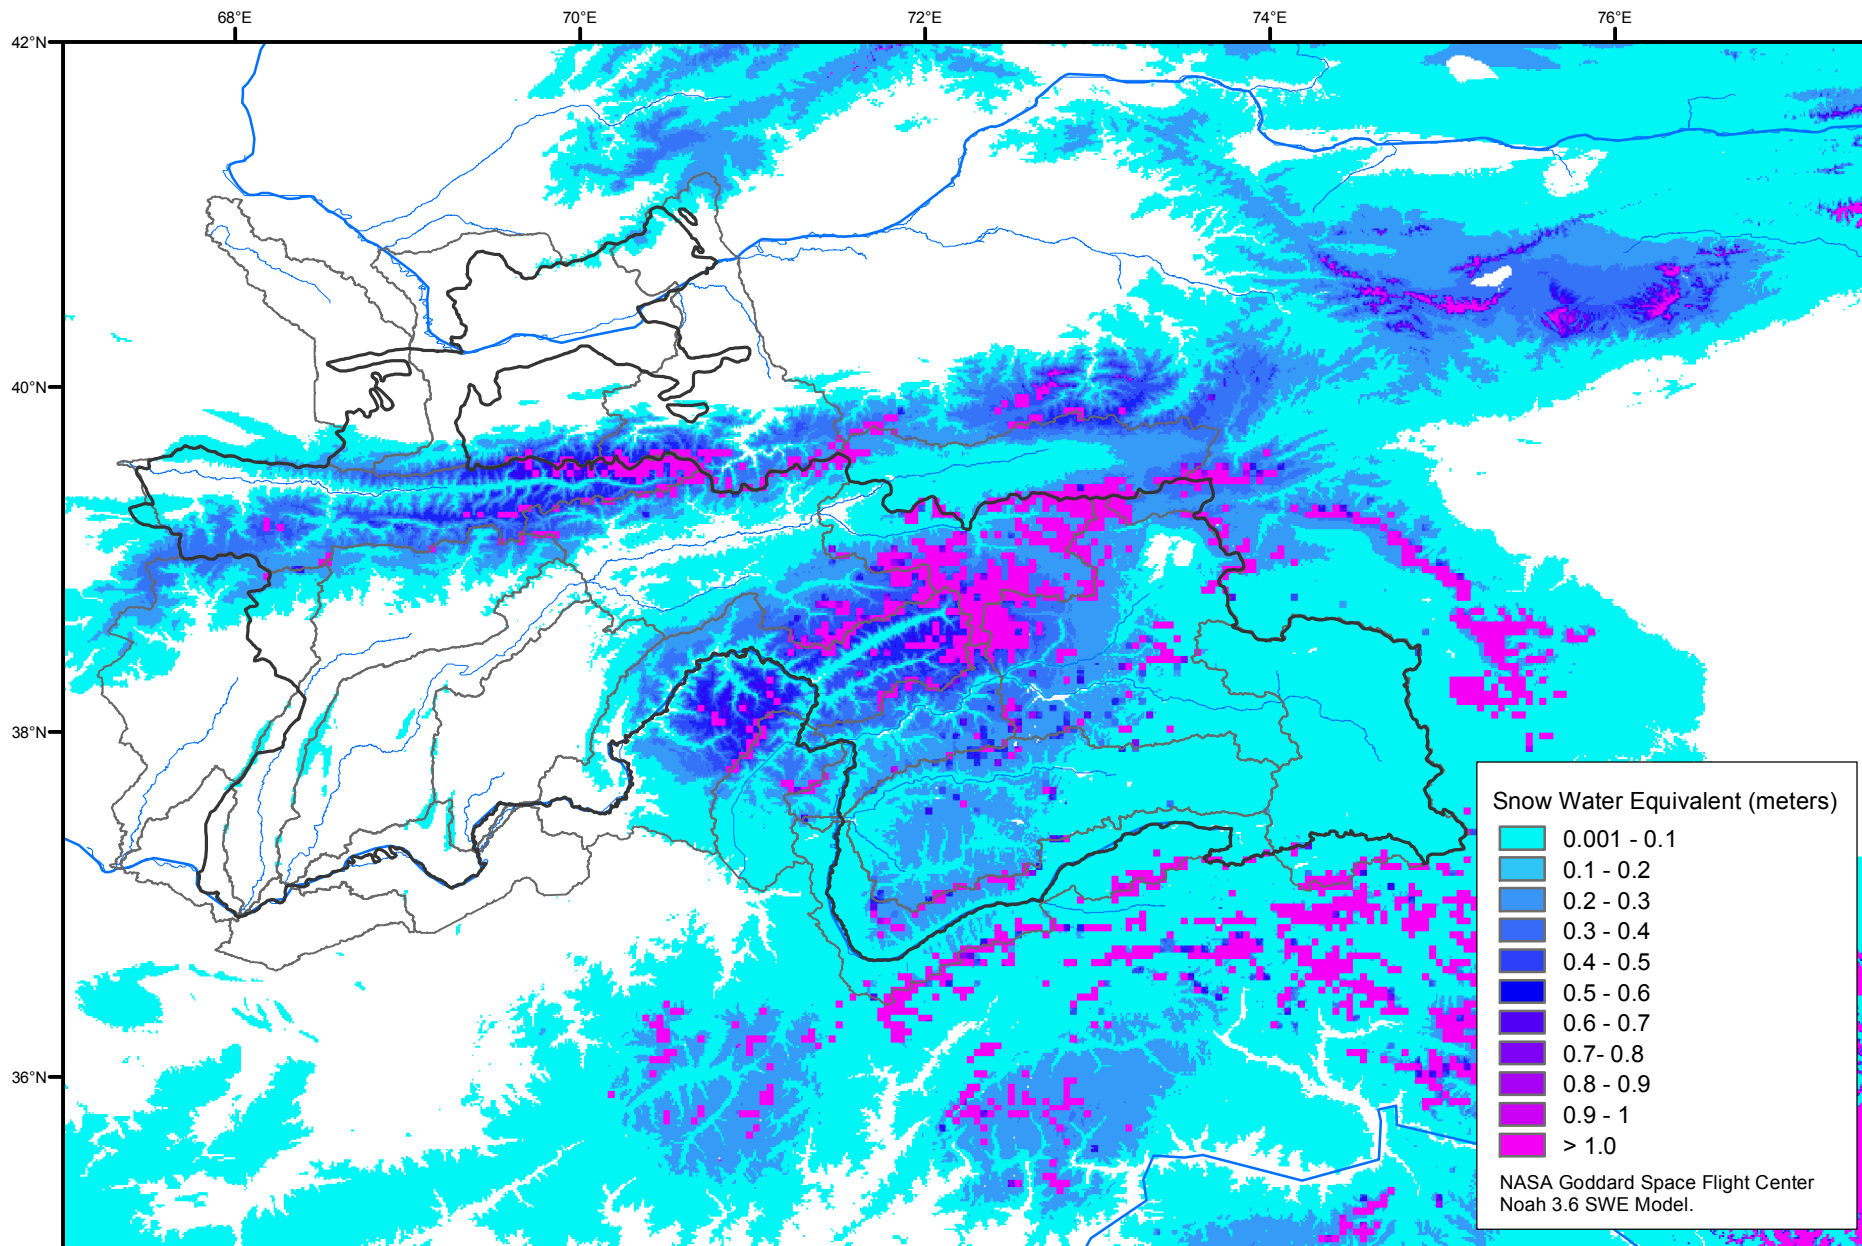 68°E
70°E
72°E
74°E
76°E
42°N
40°N
38°N
36°N
Snow Water Equivalent (meters)
0.001 - 0.1
0.1 - 0.2
0.2 - 0.3
0.3 - 0.4
0.4 - 0.5
0.5 - 0.6
0.6 - 0.7
0.7- 0.8
0.8 - 0.9
0.9 - 1
> 1.0
NASA Goddard Space Flight Center
Noah 3.6 SWE Model.